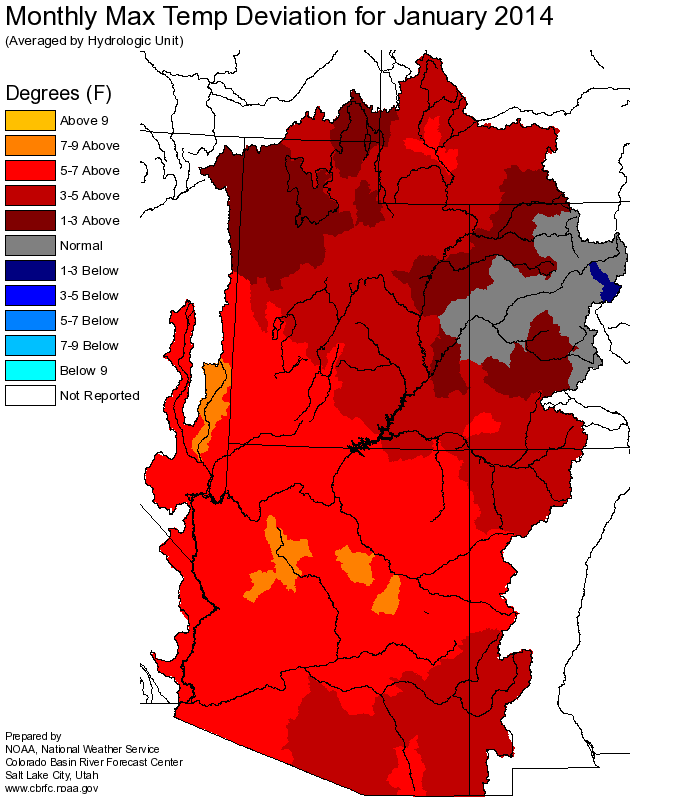 Monthly Max Temp Deviation for January 2014
(Averaged by Hydrologic Unit)
Degrees (F)
Above 9
7-9 Above
5-7 Above
3-5 Above
1-3 Above
Normal
1-3 Below
3-5 Below
5-7 Below
7-9 Below
Below 9
Not Reported
Prepared by
NOAA, National Weather Service
Colorado Basin River Forecast Center
Salt Lake City, Utah
www.cbrfc.noaa.gov